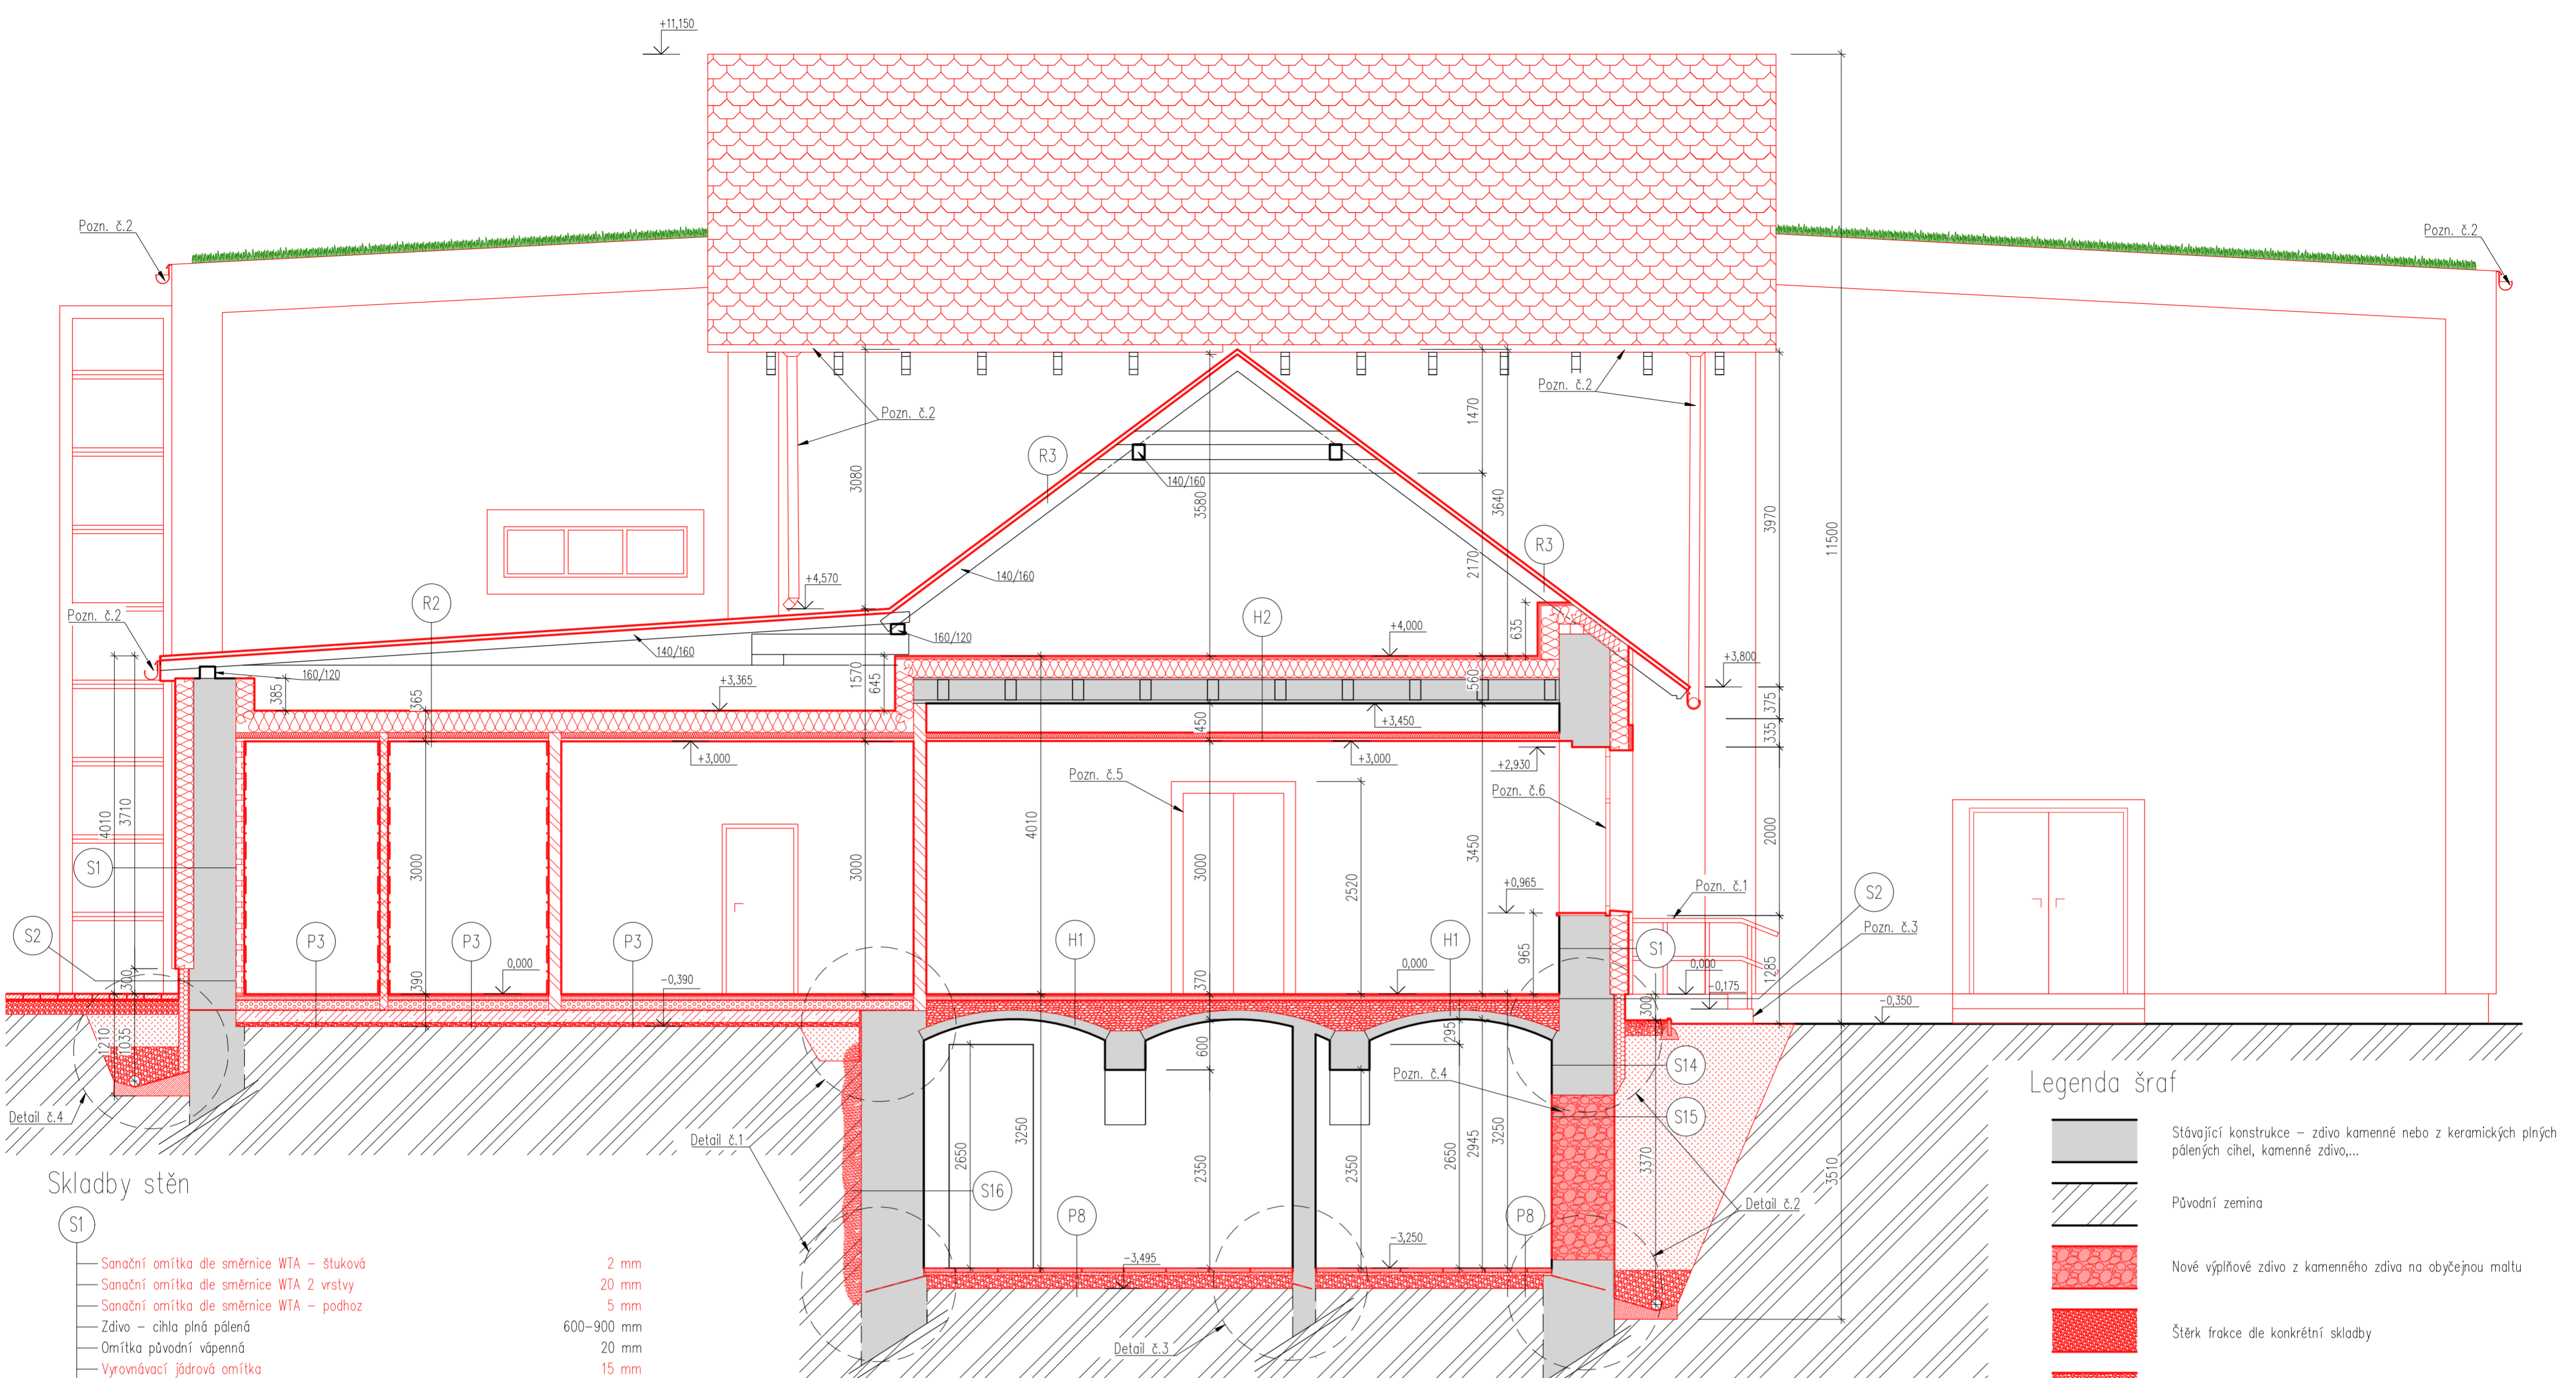 +11,150
Pozn. č.2
Pozn. č.2
Pozn. č.2
Pozn. č.2
1470
R3
140/160
3080
3580
3640
3970
11500
R3
2170
140/160
+4,570
R2
H2
Pozn. č.2
160/120
+4,000
635
140/160
+3,800
160/120
385
+3,365
365
1570
645
560
375
450
+3,450
335
+3,000
+3,000
+2,930
Pozn. č.5
Pozn. č.6
4010
3710
4010
2000
3450
S1
3000
3000
3000
2520
+0,965
Pozn. č.1
S2
Pozn. č.3
S2
P3
P3
P3
H1
H1
965
S1
0,000
0,000
0,000
300
390
-0,390
370
1285
-0,175
300
-0,350
1210
1035
600
295
S14
Pozn. č.4
Legenda šraf
Detail č.4
S15
Detail č.1
2650
3250
2350
2350
2650
2945
3250
3370
3510
Stávající konstrukce – zdivo kamenné nebo z keramických plných
pálených cihel, kamenné zdivo,...
Skladby stěn
S16
P8
P8
Detail č.2
Původní zemina
S1
-3,495
-3,250
Sanační omítka dle směrnice WTA – štuková 2 mm
Sanační omítka dle směrnice WTA 2 vrstvy 20 mm
Sanační omítka dle směrnice WTA – podhoz 5 mm
Zdivo – cihla plná pálená 600–900 mm
Omítka původní vápenná 20 mm
Vyrovnávací jádrová omítka 15 mm
Nové výplňové zdivo z kamenného zdiva na obyčejnou maltu
Štěrk frakce dle konkrétní skladby
Detail č.3